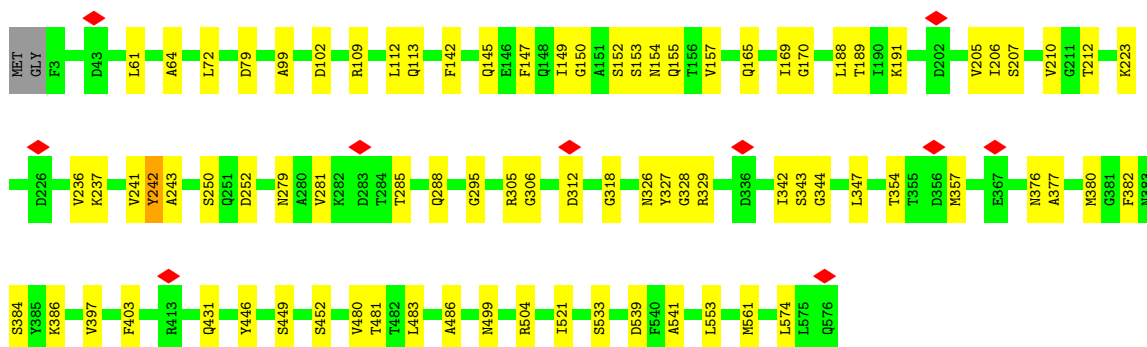 MET GLY F3 D43 L61 A64 L72 D79 A99 D102 R109 L112 Q113 F142 Q145 E146 F147 Q148 I149 G150 A151 S152 S153 N154 Q155 T156 V157 Q165 I169 G170 L188 T189 I190 K191 D202 V205 I206 S207 V210 G211 T212 K223
D226 V236 K237 V241 Y242 A243 S250 Q251 D252 N279 A280 V281 K282 D283 T284 T285 Q288 G295 R305 G306 D312 G318 N326 Y327 G328 R329 D336 I342 S343 G344 L347 T354 T355 D356 M357 E367 N376 A377 M380 G381 F382 N383
S384 Y385 K386 V397 F403 R413 Q431 Y446 S449 S452 V480 T481 T482 L483 A486 N499 R504 I521 S533 D539 F540 A541 L553 M561 L574 L575 Q576